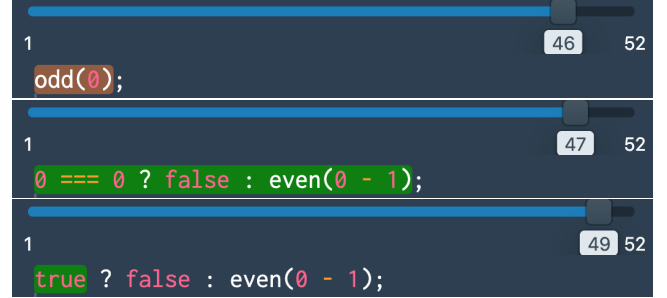 1 46 52
odd(0);
1 47 52
0 === 0 ? false : even(0 - 1);
1 49 52
true ? false : even(0 - 1);